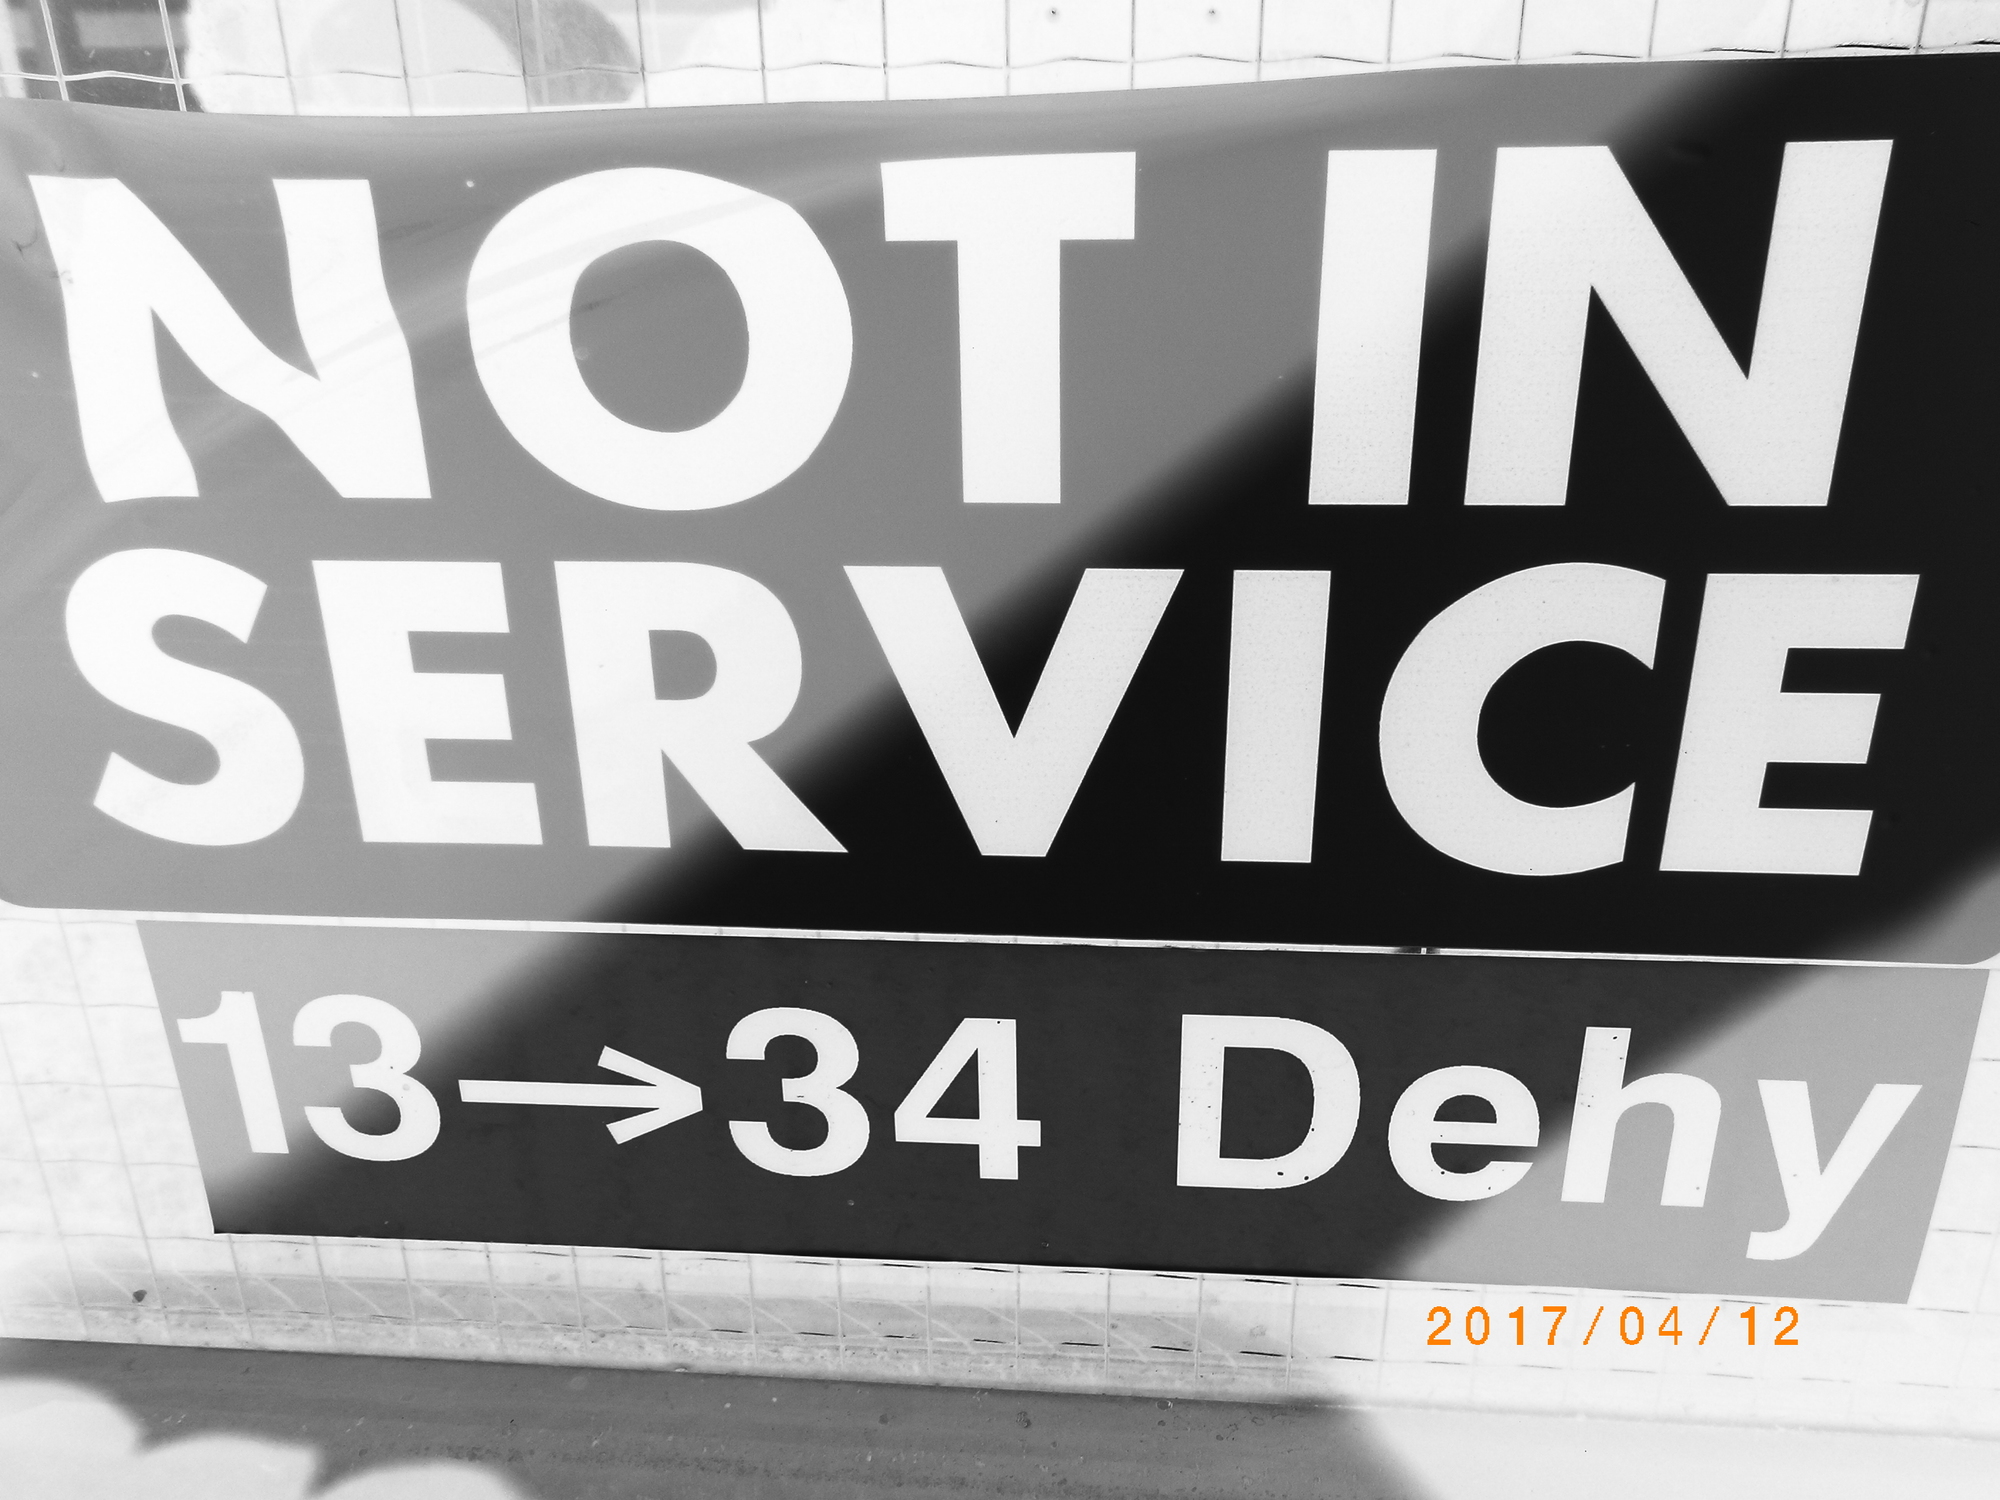 NOT IN
SERVICE
13→34 Dehy
2017/04/12